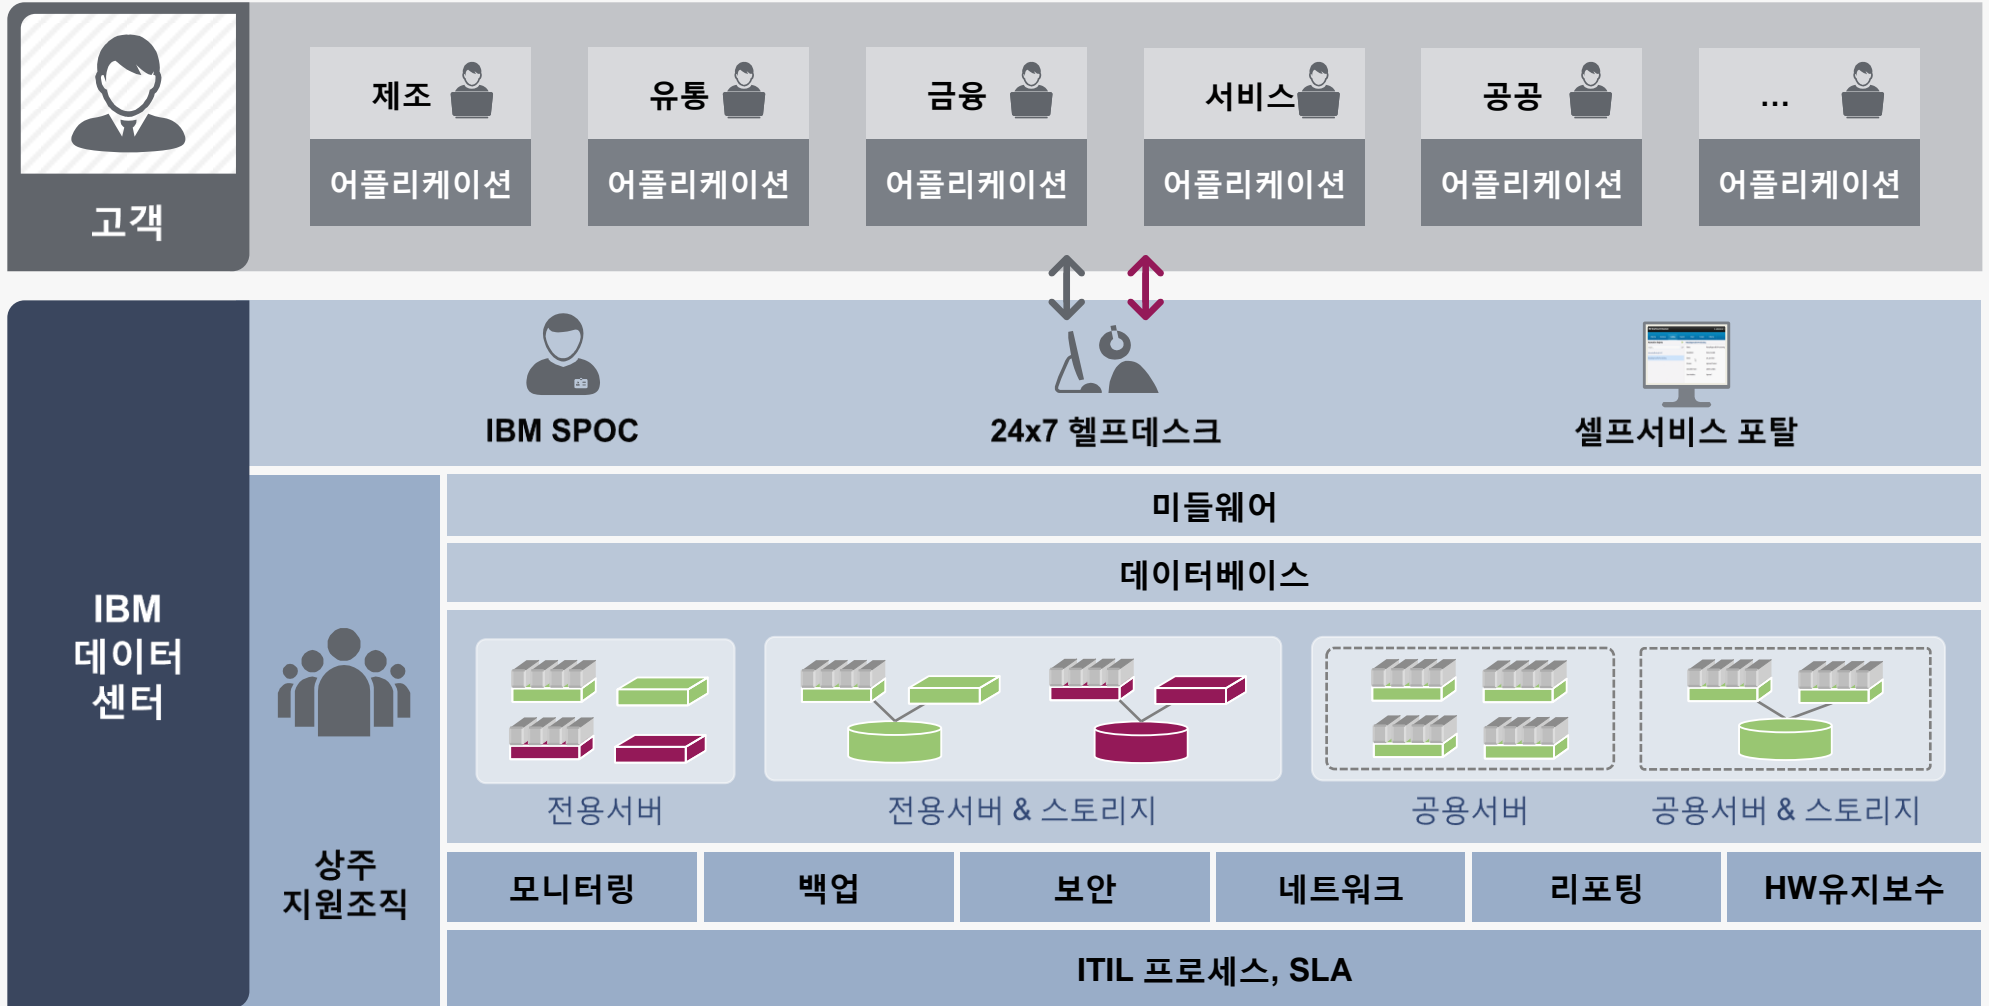 제조
유통
금융
서비스
공공
...
어플리케이션
어플리케이션
어플리케이션
어플리케이션
어플리케이션
어플리케이션
고객
IBM SPOC
24x7 헬프데스크
셀프서비스 포탈
미들웨어
데이터베이스
IBM
데이터
센터
전용서버
전용서버 & 스토리지
공용서버
공용서버 & 스토리지
상주
지원조직
모니터링
백업
보안
네트워크
리포팅
HW유지보수
ITIL 프로세스, SLA